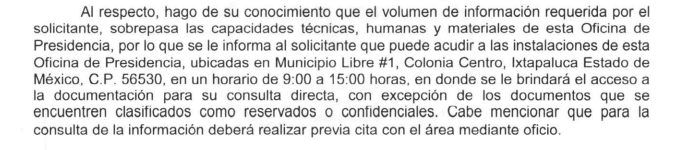 Al respecto, hago de su conocimiento que el volumen de información requerida por el
solicitante, sobrepasa las capacidades técnicas, humanas y materiales de esta Oficina de
Presidencia, por lo que se le informa al solicitante que puede acudir a las instalaciones de esta
Oficina de Presidencia, ubicadas en Municipio Libre #1, Colonia Centro, Ixtapaluca Estado de
México, C.P. 56530, en un horario de 9:00 a 15:00 horas, en donde se le brindará el acceso a
la documentación para su consulta directa, con excepción de los documentos que se
encuentren clasificados como reservados o confidenciales. Cabe mencionar que para la
consulta de la información deberá realizar previa cita con el área mediante oficio.